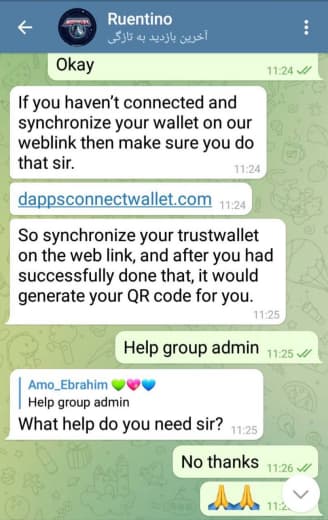 Ruentino
آخرین بازدید به تازگی
Okay
11:24
If you haven't connected and
synchronize your wallet on our
weblink then make sure you do
that sir.
11:24
dappsconnectwallet.com
11:24
So synchronize your trustwallet
on the web link, and after you had
successfully done that, it would
generate your QR code for you.
11:25
Help group admin
11:25
Amo_Ebrahim 💚💖💙
Help group admin
What help do you need sir?
11:25
No thanks
11:26
🙏🙏